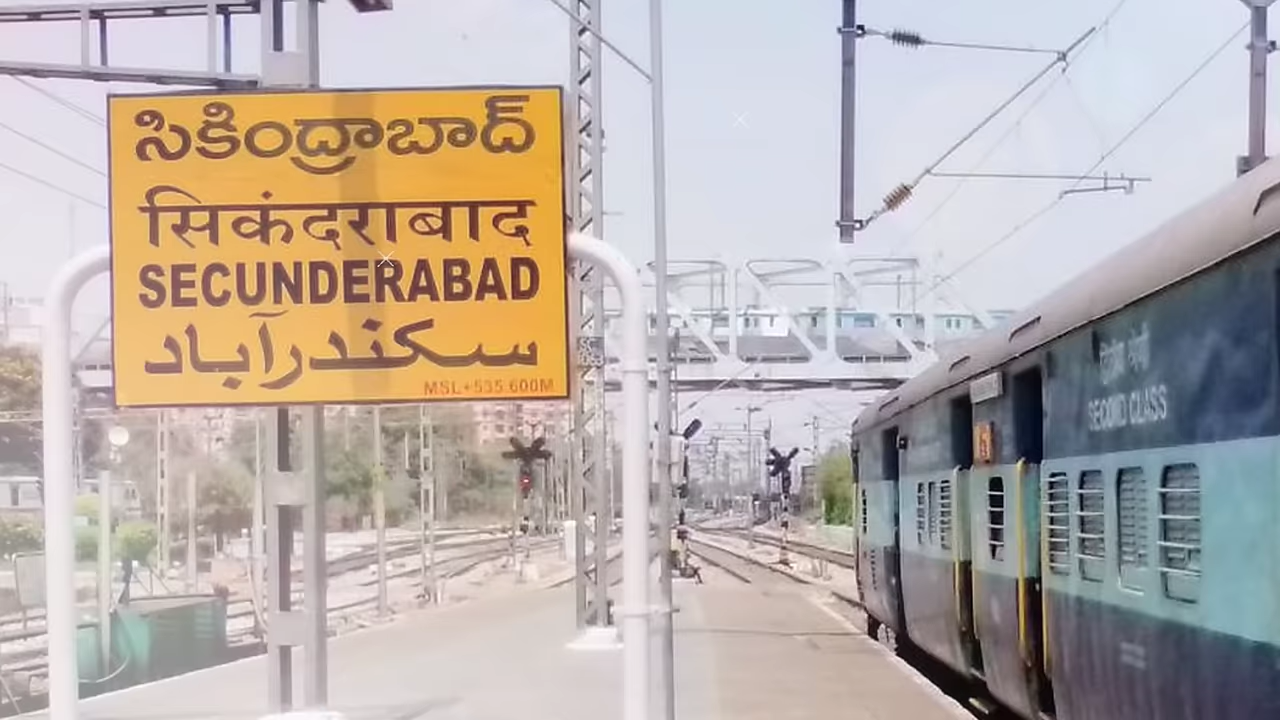 సికింద్రాబాద్
सिकंदराबाद
SECUNDERABAD
سکندرآباد
MSL+535.600M
SECOND CLASS